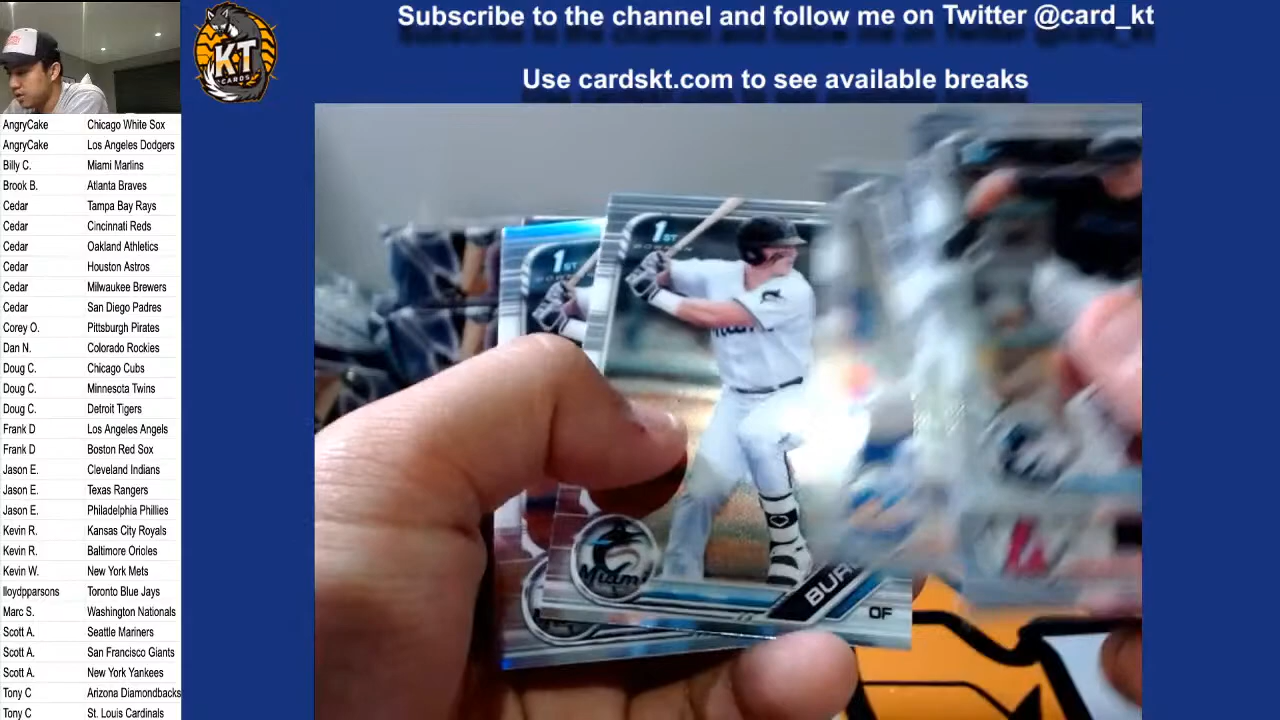 Subscribe to the channel and follow me on Twitter @card_kt
Use cardskt.com to see available breaks
KT
CARDS
AngryCake Chicago White Sox
AngryCake Los Angeles Dodgers
Billy C. Miami Marlins
Brook B. Atlanta Braves
Cedar Tampa Bay Rays
Cedar Cincinnati Reds
Cedar Oakland Athletics
Cedar Houston Astros
Cedar Milwaukee Brewers
Cedar San Diego Padres
Corey O. Pittsburgh Pirates
Dan N. Colorado Rockies
Doug C. Chicago Cubs
Doug C. Minnesota Twins
Doug C. Detroit Tigers
Frank D Los Angeles Angels
Frank D Boston Red Sox
Jason E. Cleveland Indians
Jason E. Texas Rangers
Jason E. Philadelphia Phillies
Kevin R. Kansas City Royals
Kevin R. Baltimore Orioles
Kevin W. New York Mets
lloydpparsons Toronto Blue Jays
Marc S. Washington Nationals
Scott A. Seattle Mariners
Scott A. San Francisco Giants
Scott A. New York Yankees
Tony C Arizona Diamondbacks
Tony C St. Louis Cardinals
1ST
1ST
BOWMAN
Miami
OF